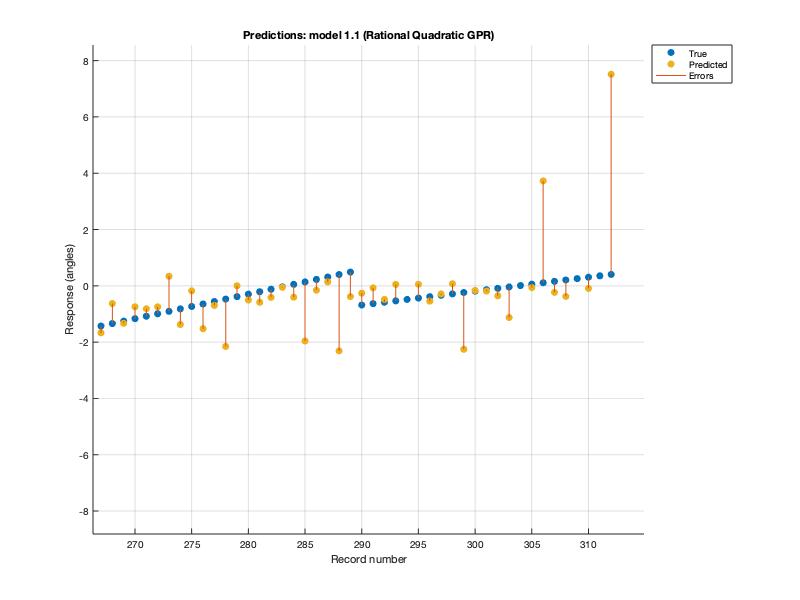 Predictions: model 1.1 (Rational Quadratic GPR)
True
Predicted
Errors
8
6
4
2
0
-2
-4
-6
-8
Response (angles)
270 275 280 285 290 295 300 305 310
Record number